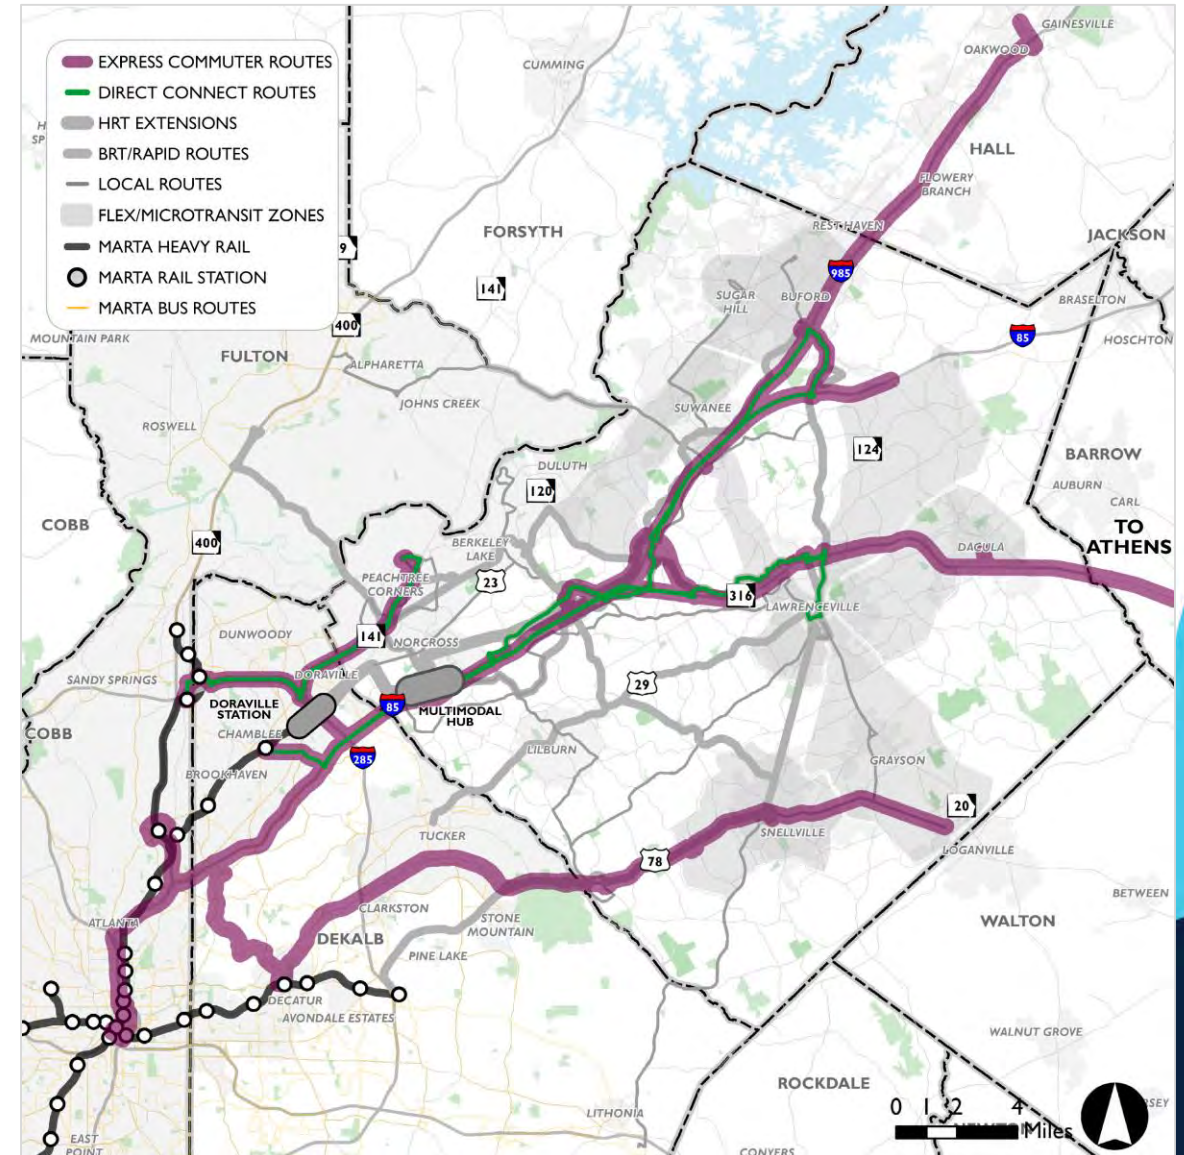 EXPRESS COMMUTER ROUTES
DIRECT CONNECT ROUTES
HRT EXTENSIONS
BRT/RAPID ROUTES
LOCAL ROUTES
FLEX/MICROTRANSIT ZONES
MARTA HEAVY RAIL
MARTA RAIL STATION
MARTA BUS ROUTES
GAINESVILLE
OAKWOOD
CUMMING
HALL
FLOWERY
BRANCH
REST HAVEN
FORSYTH
JACKSON
9
141
985
SUGAR
HILL
BUFORD
BRASELTON
400
85
HOSCHTON
MOUNTAIN PARK
FULTON
ALPHARETTA
JOHNS CREEK
SUWANEE
ROSWELL
124
BARROW
DULUTH
120
AUBURN
CARL
COBB
400
TO
ATHENS
BERKELEY
LAKE
DACULA
23
PEACHTREE
CORNERS
316
LAWRENCEVILLE
DUNWOODY
141
NORCROSS
SANDY SPRINGS
DORAVILLE
29
DORAVILLE
STATION
85
MULTIMODAL
HUB
COBB
CHAMBLEE
285
LILBURN
GRAYSON
BROOKHAVEN
20
TUCKER
SNELLVILLE
LOGANVILLE
78
BETWEEN
CLARKSTON
STONE
MOUNTAIN
WALTON
ATLANTA
DEKALB
PINE LAKE
DECATUR
AVONDALE ESTATES
WALNUT GROVE
ROCKDALE
LITHONIA
0 1 2 4
Miles
EAST
POINT
CONYERS